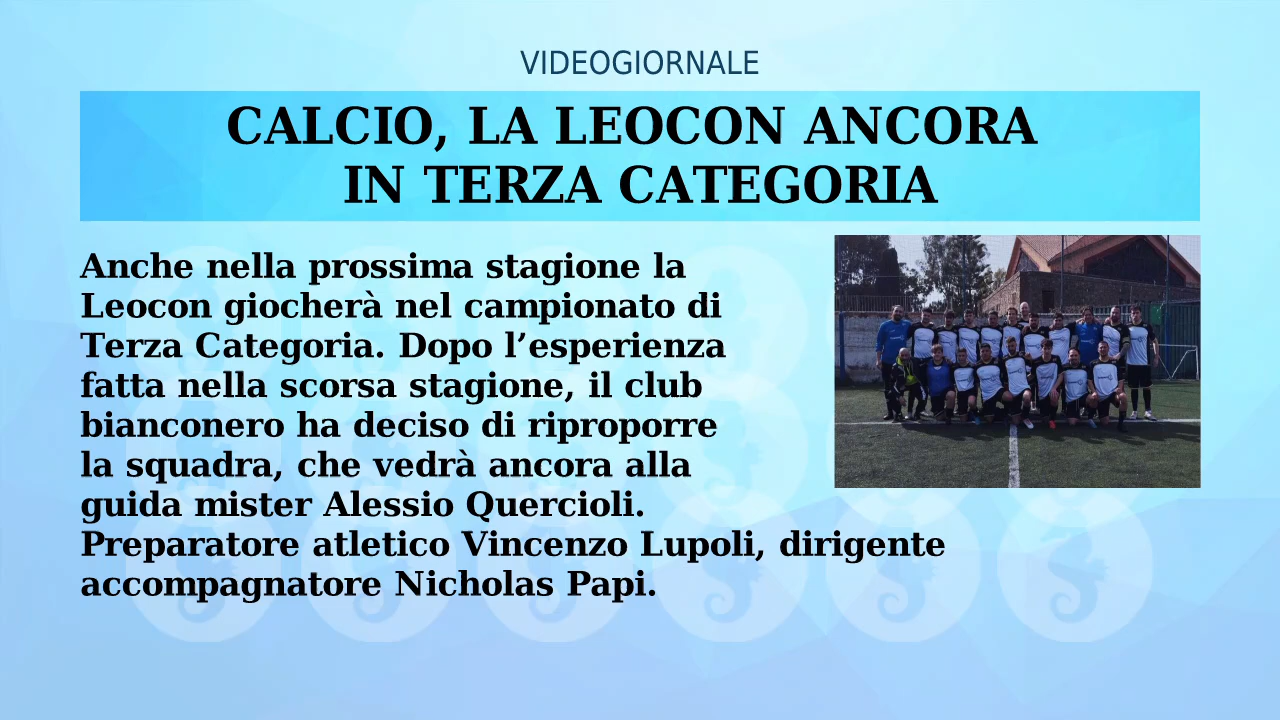 VIDEOGIORNALE
CALCIO, LA LEOCON ANCORA
IN TERZA CATEGORIA
Anche nella prossima stagione la
Leocon giocherà nel campionato di
Terza Categoria. Dopo l’esperienza
fatta nella scorsa stagione, il club
bianconero ha deciso di riproporre
la squadra, che vedrà ancora alla
guida mister Alessio Quercioli.
Preparatore atletico Vincenzo Lupoli, dirigente
accompagnatore Nicholas Papi.